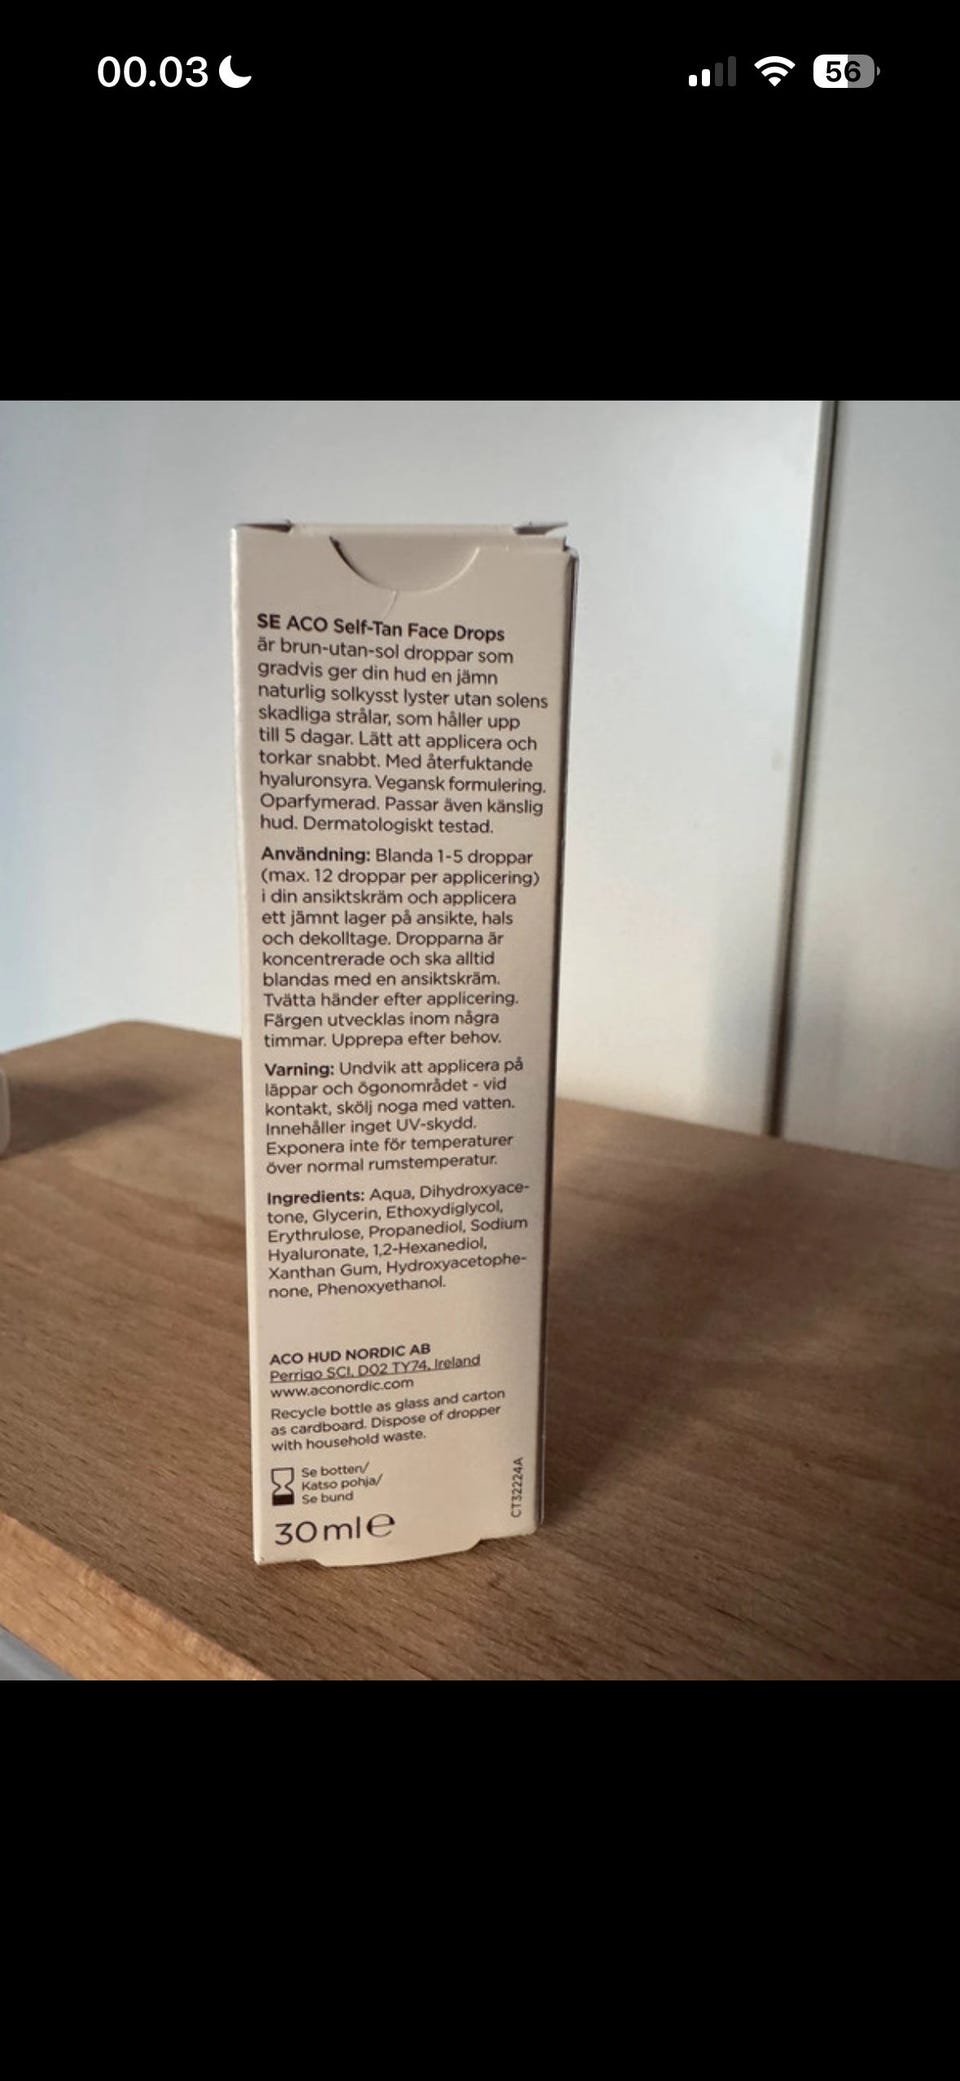 00.03
56
SE ACO Self-Tan Face Drops
är brun-utan-sol droppar som
gradvis ger din hud en jämn
naturlig solkysst lyster utan solens
skadliga strålar, som håller upp
till 5 dagar. Lätt att applicera och
torkar snabbt. Med återfuktande
hyaluronsyra. Vegansk formulering.
Oparfymerad. Passar även känslig
hud. Dermatologiskt testad.
Användning: Blanda 1-5 droppar
(max. 12 droppar per applicering)
i din ansiktskräm och applicera
ett jämnt lager på ansikte, hals
och dekolltage. Dropparna är
koncentrerade och ska alltid
blandas med en ansiktskräm.
Tvätta händer efter applicering.
Färgen utvecklas inom några
timmar. Upprepa efter behov.
Varning: Undvik att applicera på
läppar och ögonområdet - vid
kontakt, skölj noga med vatten.
Innehåller inget UV-skydd.
Exponera inte för temperaturer
över normal rumstemperatur.
Ingredients: Aqua, Dihydroxyace-
tone, Glycerin, Ethoxydiglycol,
Erythrulose, Propanediol, Sodium
Hyaluronate, 1,2-Hexanediol,
Xanthan Gum, Hydroxyacetophe-
none, Phenoxyethanol.
ACO HUD NORDIC AB
Perrigo SCI, D02 TY74, Ireland
www.aconordic.com
Recycle bottle as glass and carton
as cardboard. Dispose of dropper
with household waste.
Se botten/
Katso pohja/
Se bund
30 ml e
CT32224A